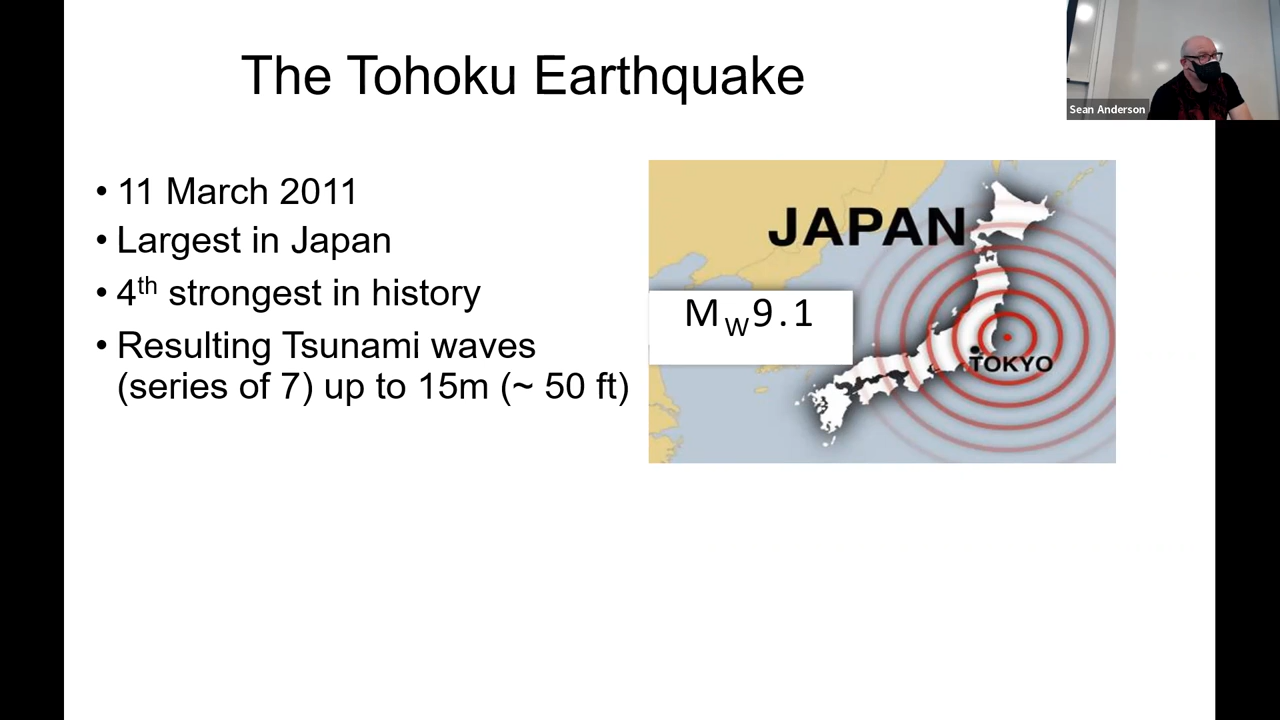 The Tohoku Earthquake
Sean Anderson
• 11 March 2011
• Largest in Japan
• 4th strongest in history
• Resulting Tsunami waves
(series of 7) up to 15m (~ 50 ft)
JAPAN
MW9.1
TOKYO